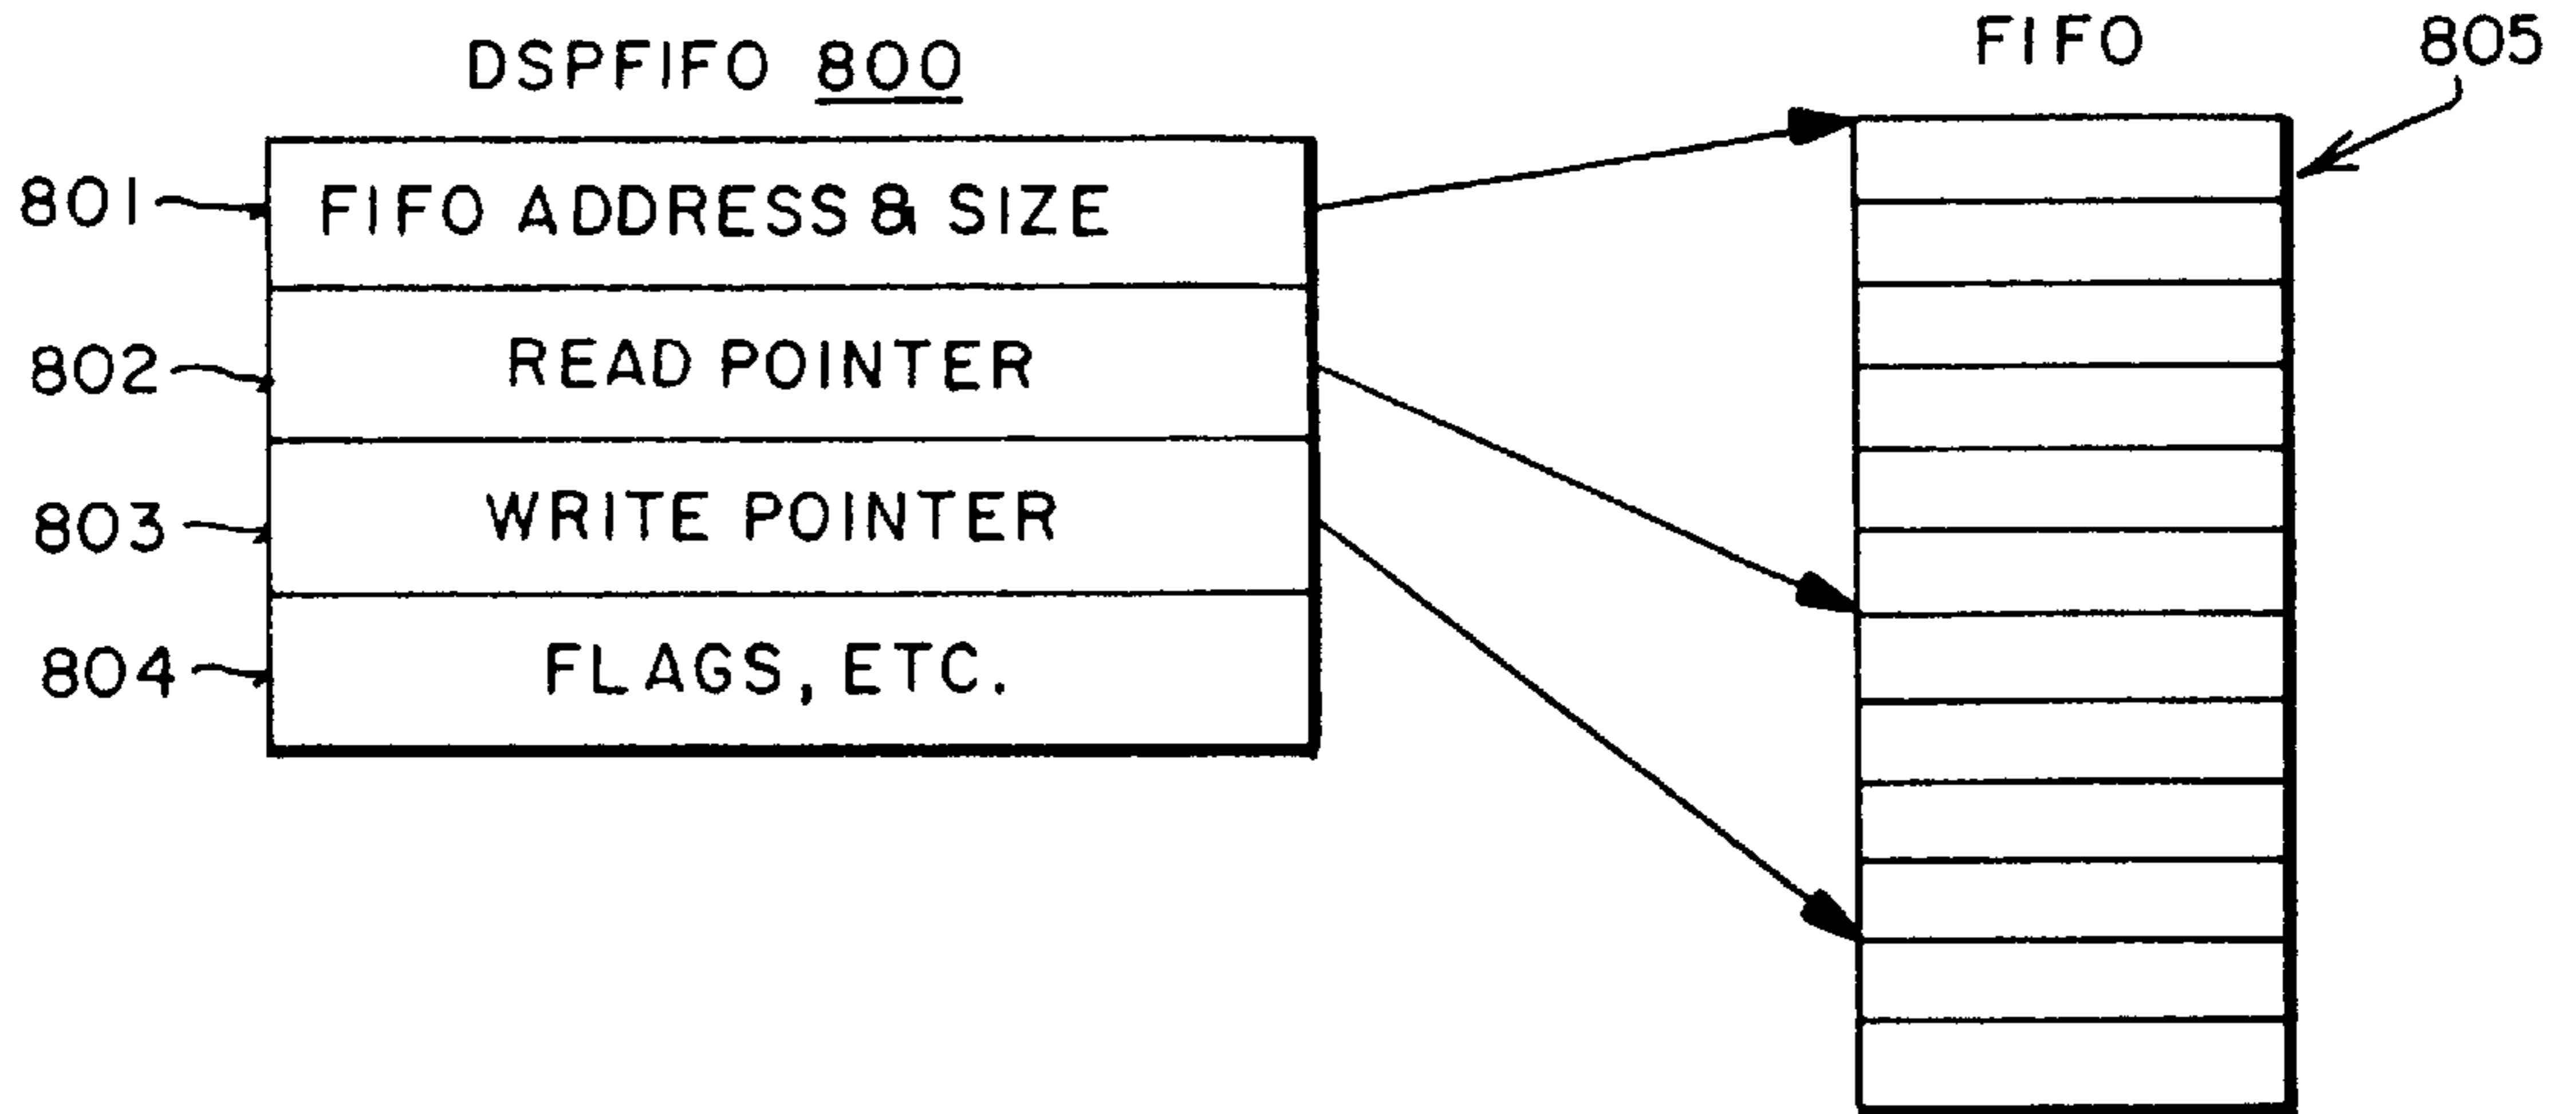 DSPFIFO 800
FIFO
805
801
FIFO ADDRESS & SIZE
802
READ POINTER
803
WRITE POINTER
804
FLAGS, ETC.